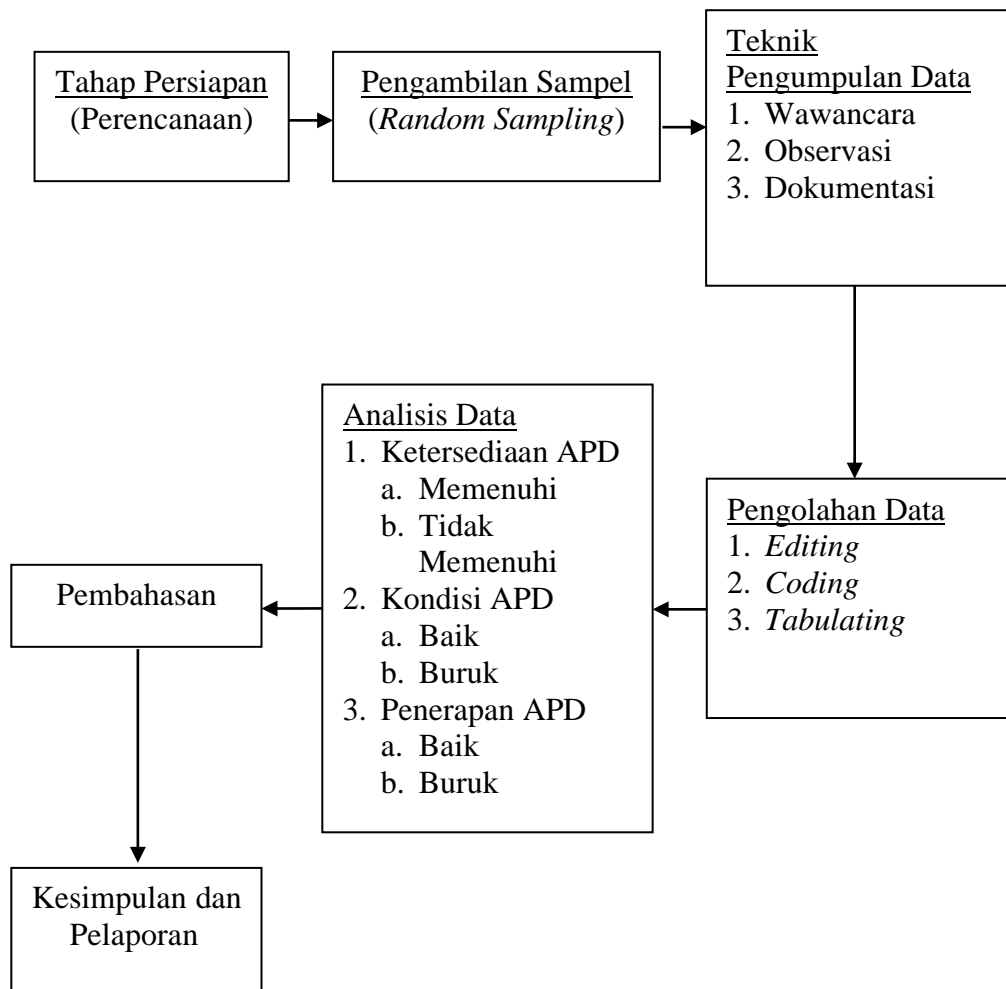 Tahap Persiapan
(Perencanaan)
Pengambilan Sampel
(Random Sampling)
Teknik
Pengumpulan Data
1. Wawancara
2. Observasi
3. Dokumentasi
Pengolahan Data
1. Editing
2. Coding
3. Tabulating
Analisis Data
1. Ketersediaan APD
a. Memenuhi
b. Tidak
Memenuhi
2. Kondisi APD
a. Baik
b. Buruk
3. Penerapan APD
a. Baik
b. Buruk
Pembahasan
Kesimpulan dan
Pelaporan